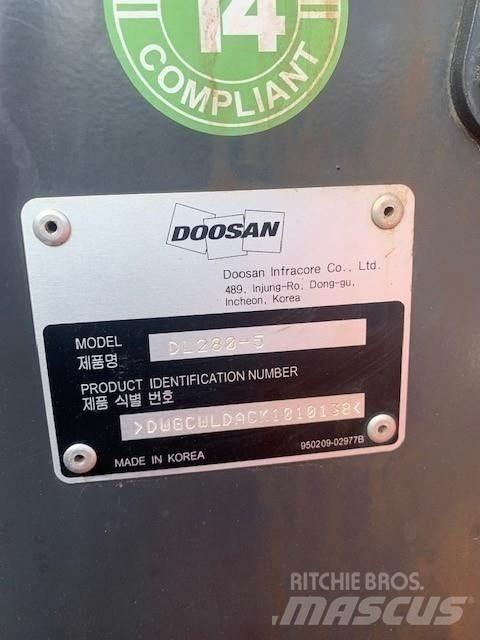 T4
COMPLIANT
DOOSAN
Doosan Infracore Co., Ltd.
489, Injung-Ro, Dong-gu,
Incheon, Korea
MODEL DL280-5
제품명
PRODUCT IDENTIFICATION NUMBER
제품 식별 번호
>DWGCWLDACK1010138<
MADE IN KOREA
950209-02977B
RITCHIE BROS.
MASCUS